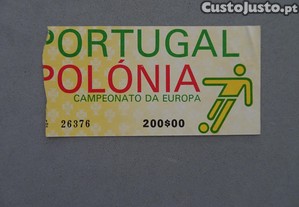 CustoJusto.pt
PORTUGAL
POLÓNIA
CAMPEONATO DA EUROPA
26376 200$00